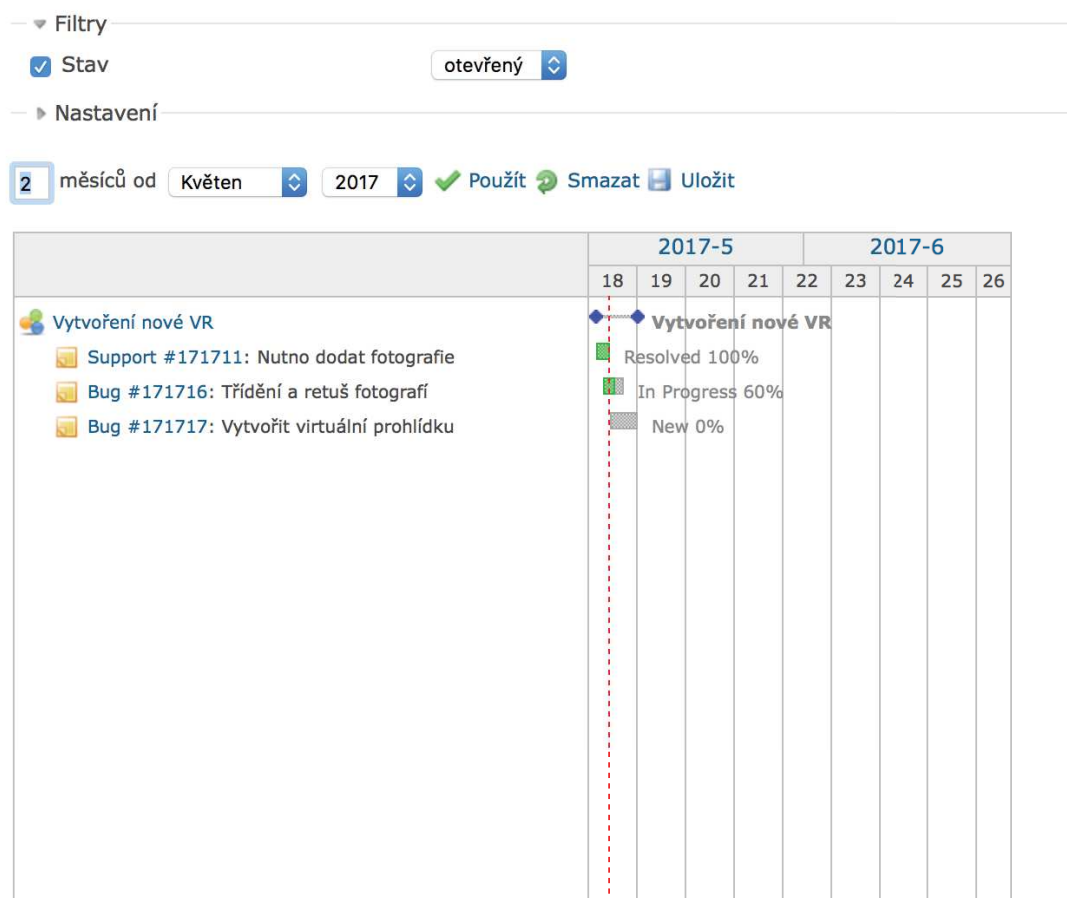 Filtry
Stav otevřený
Nastavení
2 měsíců od Květen 2017 Použít Smazat Uložit
2017-5 2017-6
18 19 20 21 22 23 24 25 26
Vytvoření nové VR Vytvoření nové VR
Support #171711: Nutno dodat fotografie Resolved 100%
Bug #171716: Třídění a retuš fotografí In Progress 60%
Bug #171717: Vytvořit virtuální prohlídku New 0%